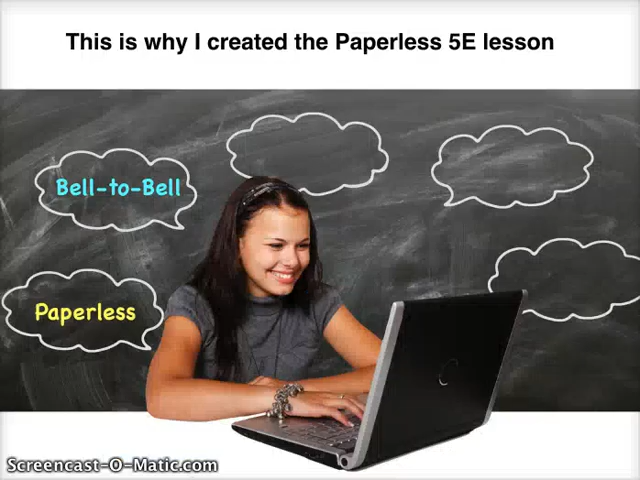 This is why I created the Paperless 5E lesson
Bell-to-Bell
Paperless
Screencast-O-Matic.com